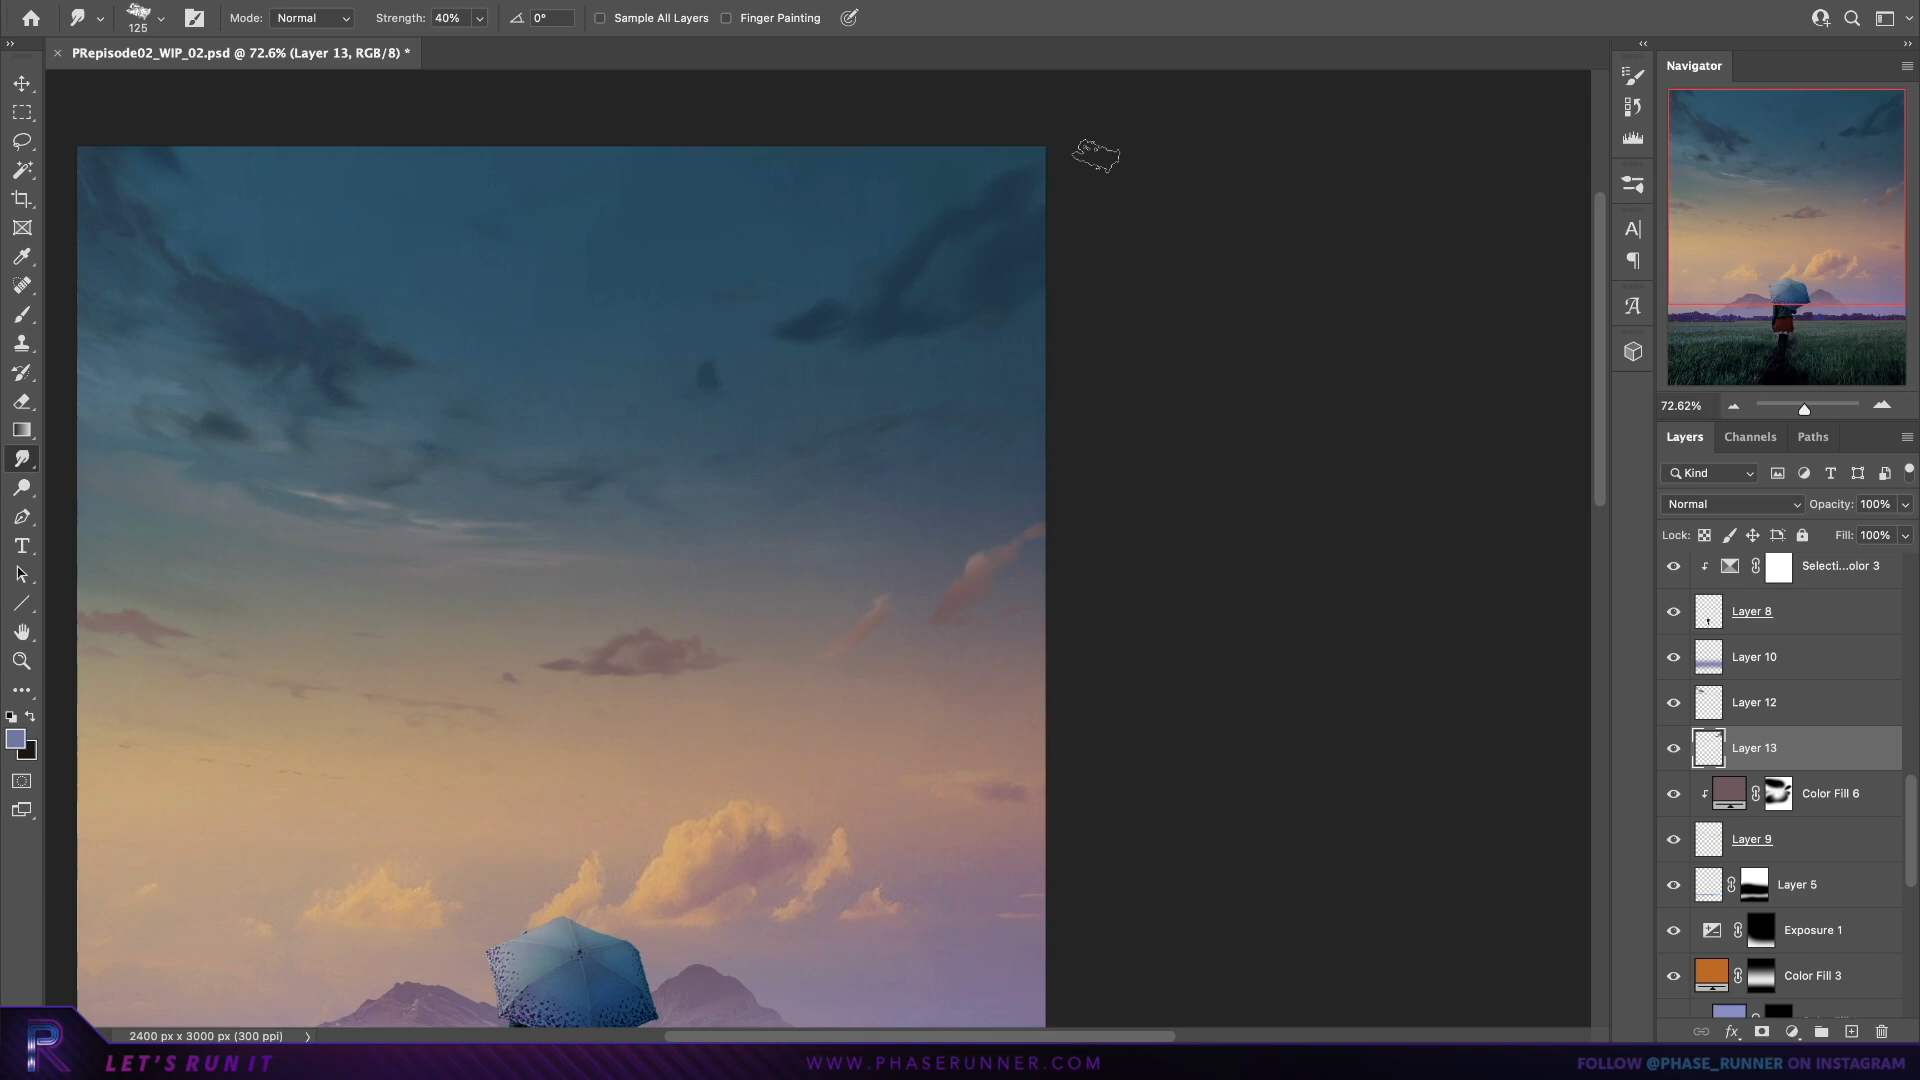 125
Mode: Normal
Strength: 40%
0°
Sample All Layers
Finger Painting
PRepisode02_WIP_02.psd @ 72.6% (Layer 13, RGB/8) *
Navigator
72.62%
Layers
Channels
Paths
Kind
Normal
Opacity: 100%
Lock:
Fill: 100%
Selecti...olor 3
Layer 8
Layer 10
Layer 12
Layer 13
Color Fill 6
Layer 9
Layer 5
Exposure 1
Color Fill 3
2400 px x 3000 px (300 ppi)
R
LET'S RUN IT
WWW.PHASERUNNER.COM
FOLLOW @PHASE_RUNNER ON INSTAGRAM